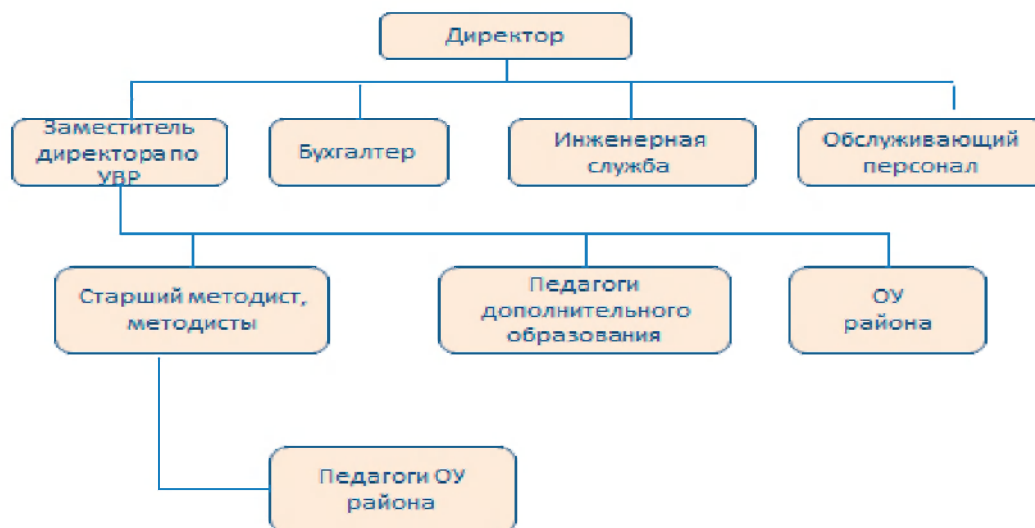 Директор
Заместитель
директора по
УВР
Бухгалтер
Инженерная
служба
Обслуживающий
персонал
Старший методист,
методисты
Педагоги
дополнительного
образования
ОУ
района
Педагоги ОУ
района